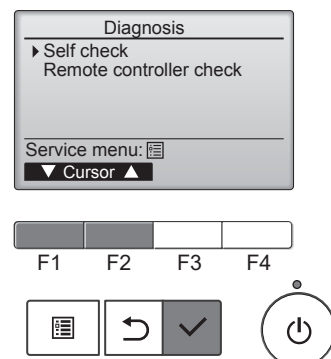 Diagnosis
Self check
Remote controller check
Service menu:
▼ Cursor ▲
F1 F2 F3 F4